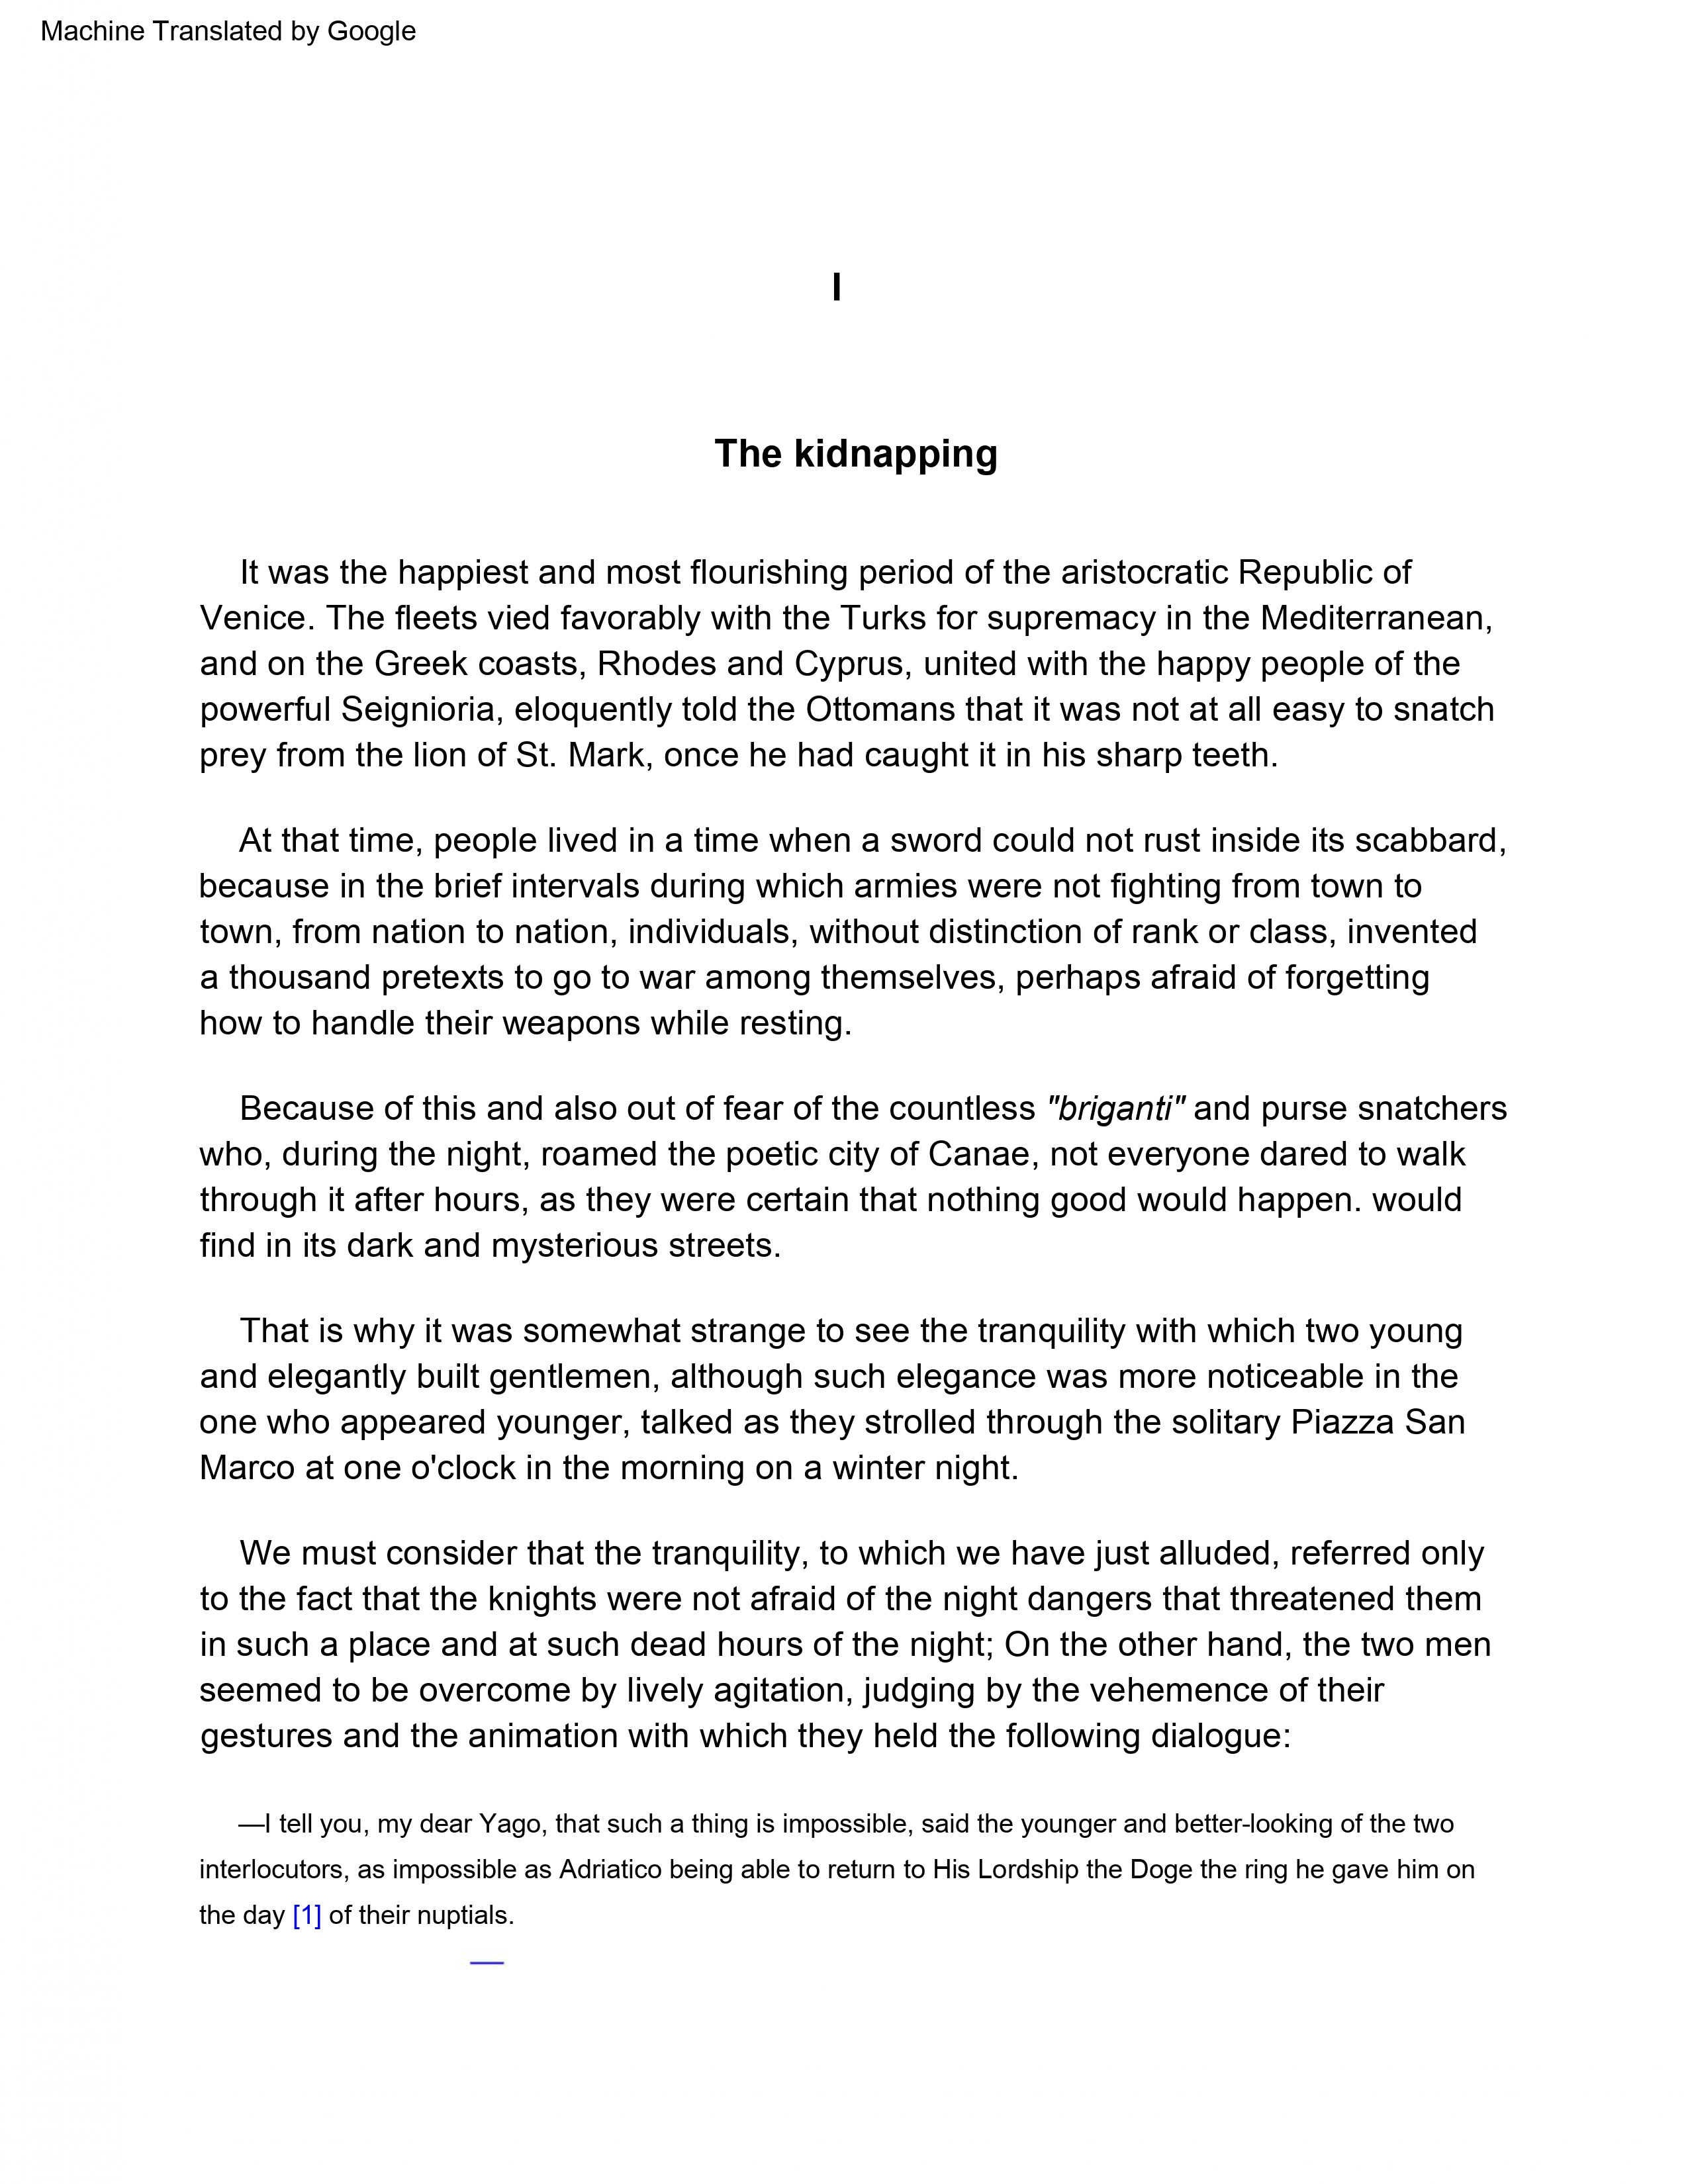 Machine Translated by Google
I
The kidnapping
It was the happiest and most flourishing period of the aristocratic Republic of
Venice. The fleets vied favorably with the Turks for supremacy in the Mediterranean,
and on the Greek coasts, Rhodes and Cyprus, united with the happy people of the
powerful Seignioria, eloquently told the Ottomans that it was not at all easy to snatch
prey from the lion of St. Mark, once he had caught it in his sharp teeth.
At that time, people lived in a time when a sword could not rust inside its scabbard,
because in the brief intervals during which armies were not fighting from town to
town, from nation to nation, individuals, without distinction of rank or class, invented
a thousand pretexts to go to war among themselves, perhaps afraid of forgetting
how to handle their weapons while resting.
Because of this and also out of fear of the countless "briganti" and purse snatchers
who, during the night, roamed the poetic city of Canae, not everyone dared to walk
through it after hours, as they were certain that nothing good would happen. would
find in its dark and mysterious streets.
That is why it was somewhat strange to see the tranquility with which two young
and elegantly built gentlemen, although such elegance was more noticeable in the
one who appeared younger, talked as they strolled through the solitary Piazza San
Marco at one o'clock in the morning on a winter night.
We must consider that the tranquility, to which we have just alluded, referred only
to the fact that the knights were not afraid of the night dangers that threatened them
in such a place and at such dead hours of the night; On the other hand, the two men
seemed to be overcome by lively agitation, judging by the vehemence of their
gestures and the animation with which they held the following dialogue:
—I tell you, my dear Yago, that such a thing is impossible, said the younger and better-looking of the two
interlocutors, as impossible as Adriatico being able to return to His Lordship the Doge the ring he gave him on
the day [1] of their nuptials.